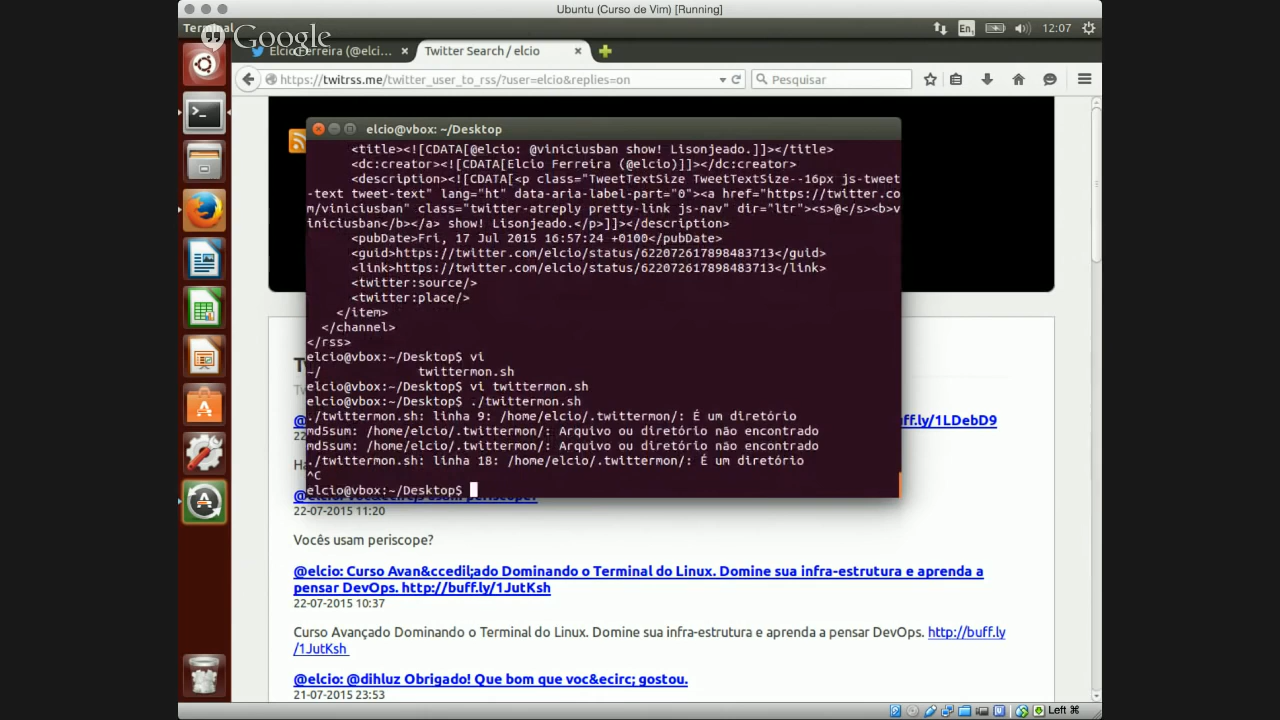 Ubuntu (Curso de Vim) [Running]
Terminal
Google
12:07
Elcio Ferreira (@elci...
Twitter Search / elcio
https://twitrss.me/twitter_user_to_rss/?user=elcio&replies=on
Pesquisar
elcio@vbox: ~/Desktop
<title><![CDATA[@elcio: @viniciusban show! Lisonjeado.]]></title>
<dc:creator><![CDATA[Elcio Ferreira (@elcio)]]></dc:creator>
<description><![CDATA[<p class="TweetTextSize TweetTextSize--16px js-tweet
-text tweet-text" lang="ht" data-aria-label-part="0"><a href="https://twitter.co
m/viniciusban" class="twitter-atreply pretty-link js-nav" dir="ltr"><s>@</s><b>v
iniciusban</b></a> show! Lisonjeado.</p>]]></description>
<pubDate>Fri, 17 Jul 2015 16:57:24 +0100</pubDate>
<guid>https://twitter.com/elcio/status/622072617898483713</guid>
<link>https://twitter.com/elcio/status/622072617898483713</link>
<twitter:source/>
<twitter:place/>
</item>
</channel>
</rss>
elcio@vbox:~/Desktop$ vi
~/ twittermon.sh
elcio@vbox:~/Desktop$ vi twittermon.sh
elcio@vbox:~/Desktop$ ./twittermon.sh
./twittermon.sh: linha 9: /home/elcio/.twittermon/: É um diretório
md5sum: /home/elcio/.twittermon/: Arquivo ou diretório não encontrado
md5sum: /home/elcio/.twittermon/: Arquivo ou diretório não encontrado
./twittermon.sh: linha 18: /home/elcio/.twittermon/: É um diretório
^C
elcio@vbox:~/Desktop$
ff.ly/1LDebD9
22-07-2015 11:20
Vocês usam periscope?
@elcio: Curso Avan&ccedil;ado Dominando o Terminal do Linux. Domine sua infra-estrutura e aprenda a
pensar DevOps. http://buff.ly/1JutKsh
22-07-2015 10:37
Curso Avançado Dominando o Terminal do Linux. Domine sua infra-estrutura e aprenda a pensar DevOps. http://buff.ly
/1JutKsh
@elcio: @dihluz Obrigado! Que bom que voc&ecirc; gostou.
21-07-2015 23:53
Left ⌘